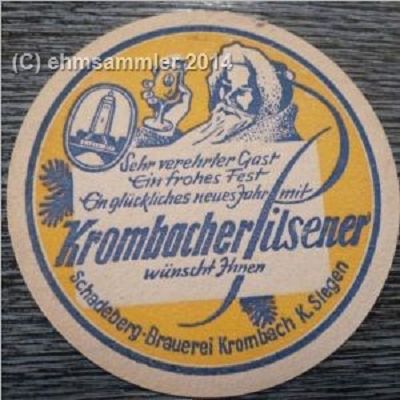 (C) ehmsammler 2014
Sehr verehrter Gast
Ein frohes Fest
Ein glückliches neues Jahr mit
Krombacher Pilsener
wünscht Ihnen
Schadeberg-Brauerei Krombach K. Siegen